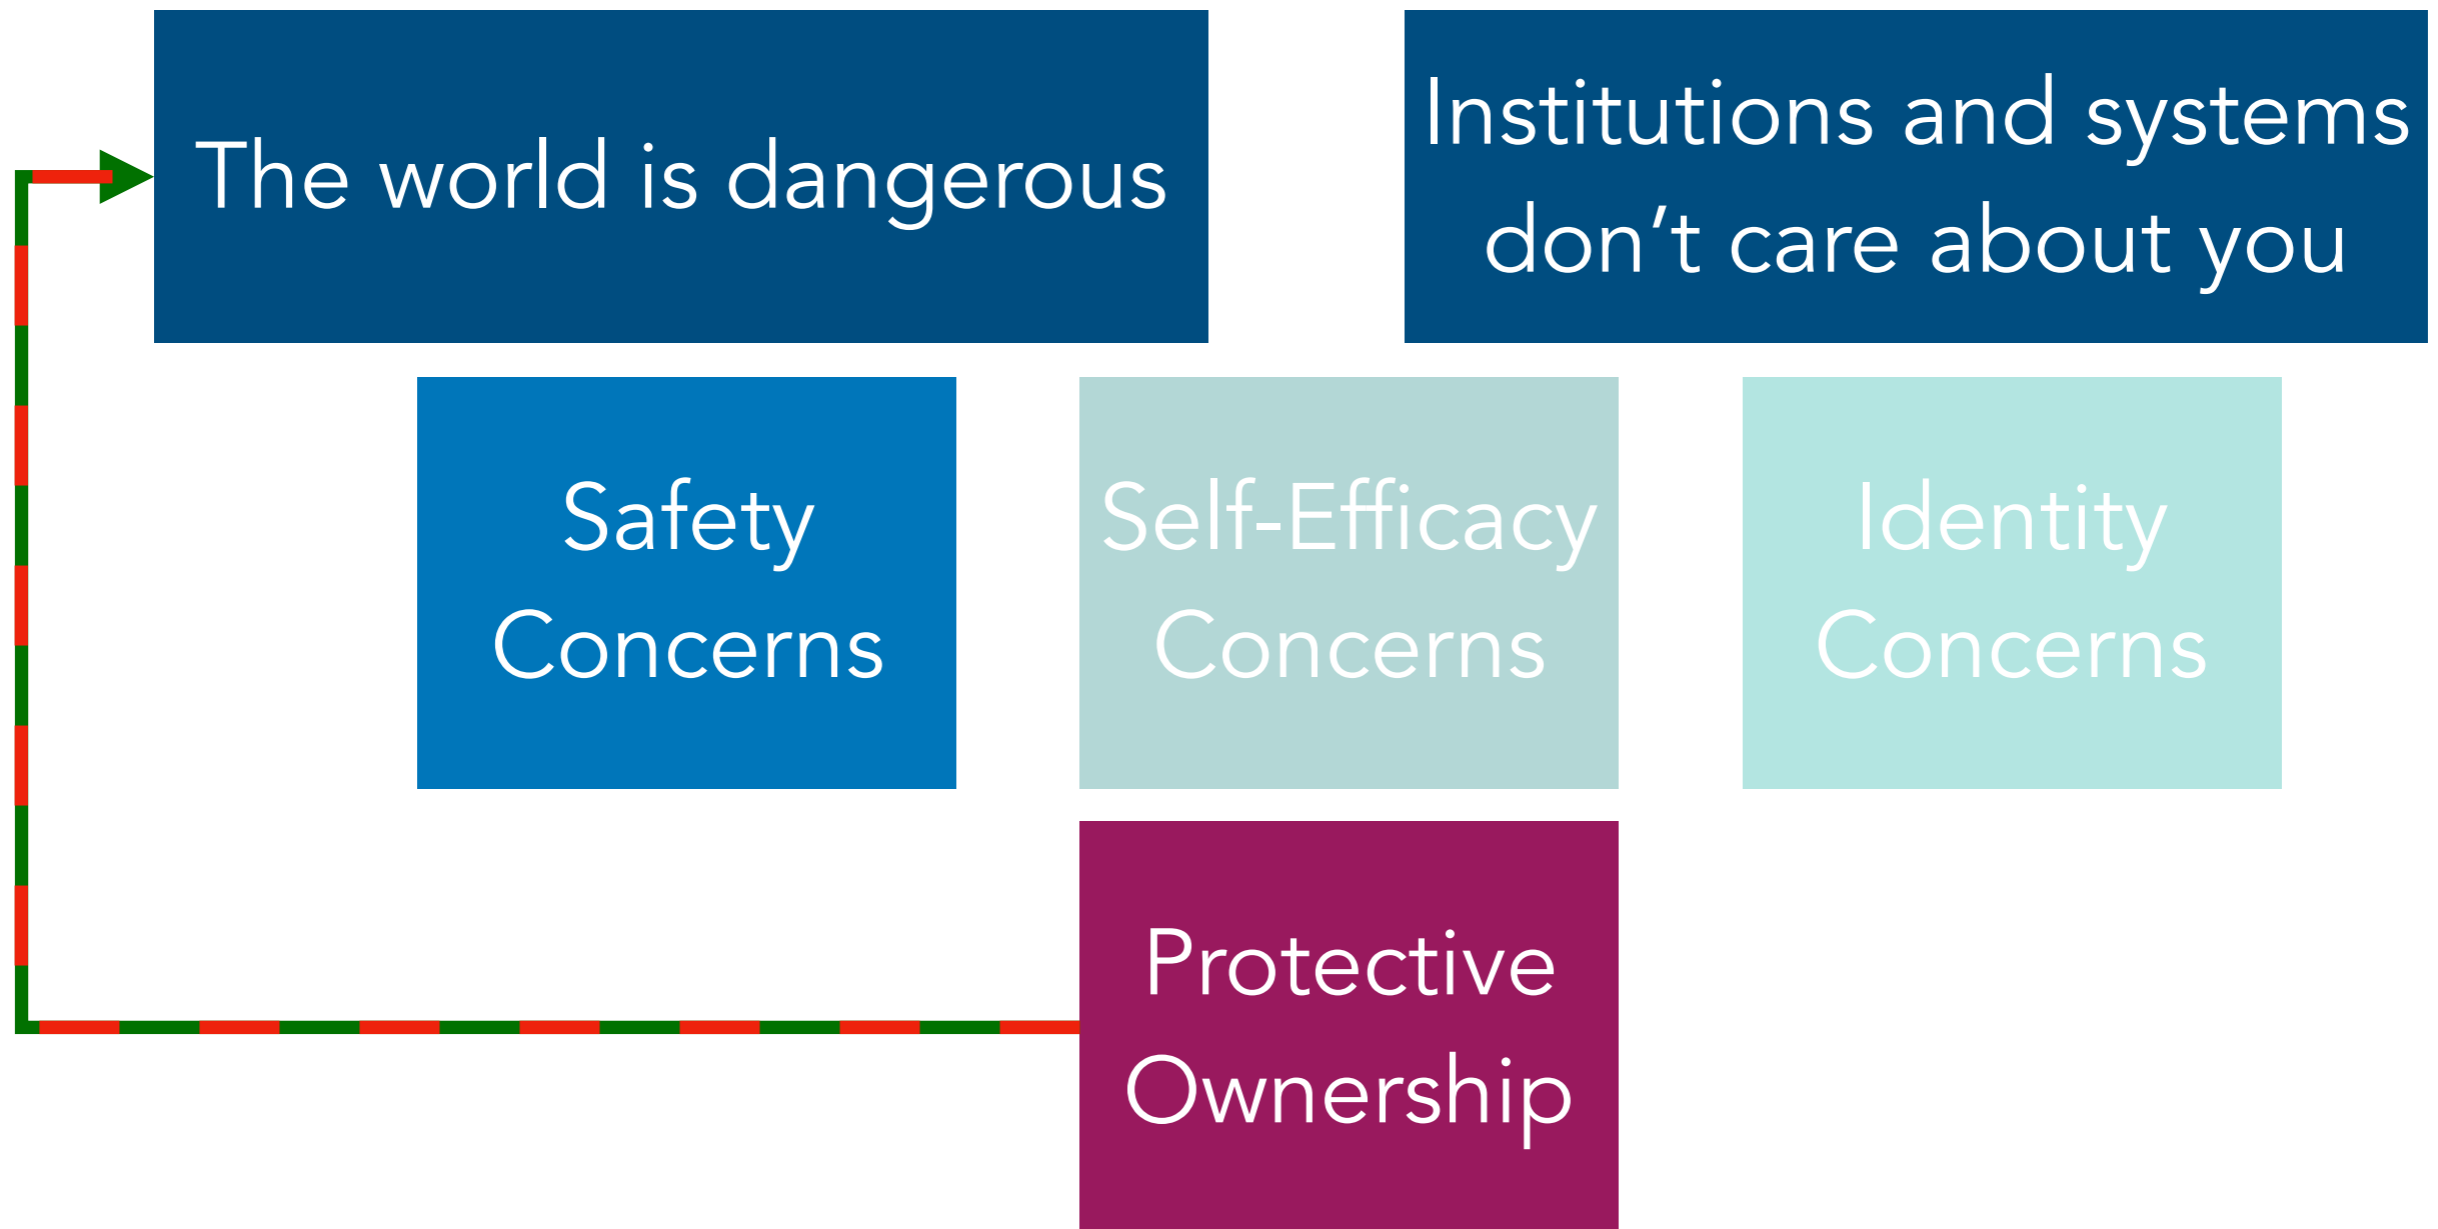 The world is dangerous
Institutions and systems
don’t care about you
Safety
Concerns
Self-Efficacy
Concerns
Identity
Concerns
Protective
Ownership